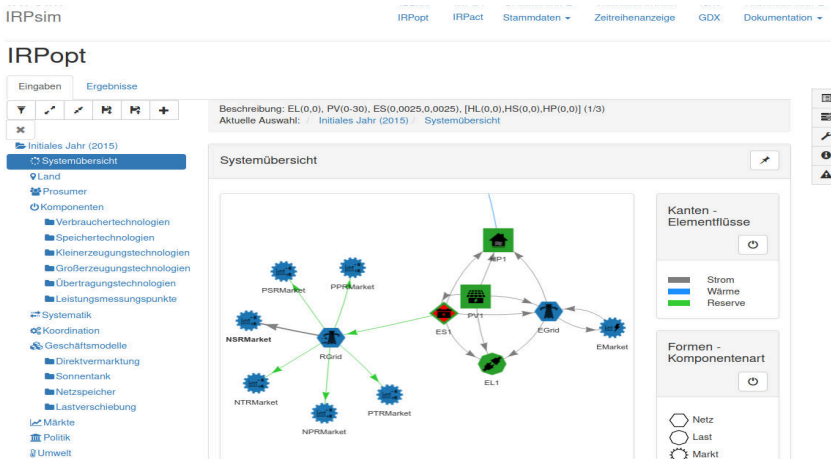 IRPsim
IRPopt IRPact Stammdaten Zeitreihenanzeige GDX Dokumentation
IRPopt
Eingaben Ergebnisse
Beschreibung: EL(0,0), PV(0-30), ES(0,0025,0,0025), [HL(0,0),HS(0,0),HP(0,0)] (1/3)
Aktuelle Auswahl: / Initiales Jahr (2015) / Systemübersicht
Initiales Jahr (2015)
Systemübersicht
Land
Prosumer
Komponenten
Verbrauchertechnologien
Speichertechnologien
Kleinerzeugungstechnologien
Großerzeugungstechnologien
Übertragungstechnologien
Leistungsmessungspunkte
Systematik
Koordination
Geschäftsmodelle
Direktvermarktung
Sonnentank
Netzspeicher
Lastverschiebung
Märkte
Politik
Umwelt
Systemübersicht
MP1
PSRMarket
PPRMarket
PV1
ES1
EGrid
NSRMarket
RGrid
EMarket
EL1
NTRMarket
PTRMarket
NPRMarket
Kanten -
Elementflüsse
Strom
Wärme
Reserve
Formen -
Komponentenart
Netz
Last
Markt